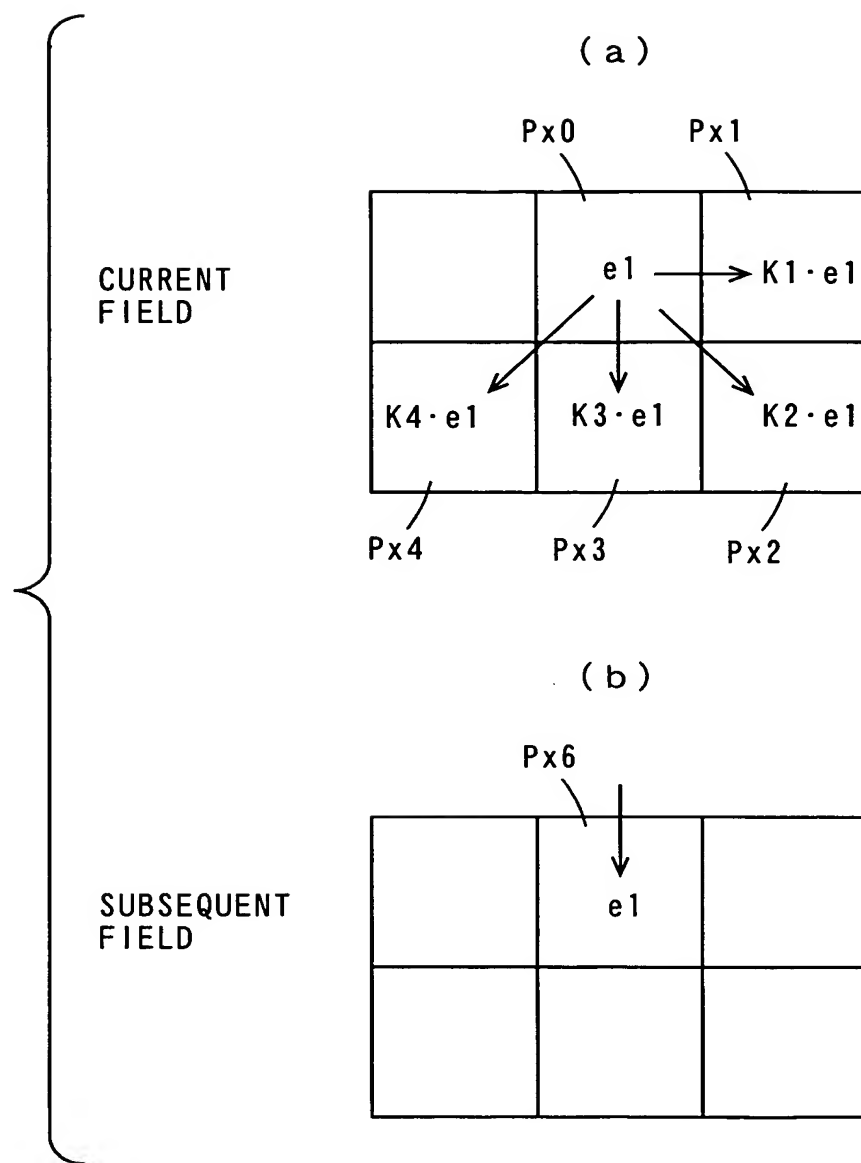 (a)
Px0 Px1
CURRENT
FIELD
e1 K1·e1
K4·e1 K3·e1 K2·e1
Px4 Px3 Px2
(b)
Px6
SUBSEQUENT
FIELD
e1